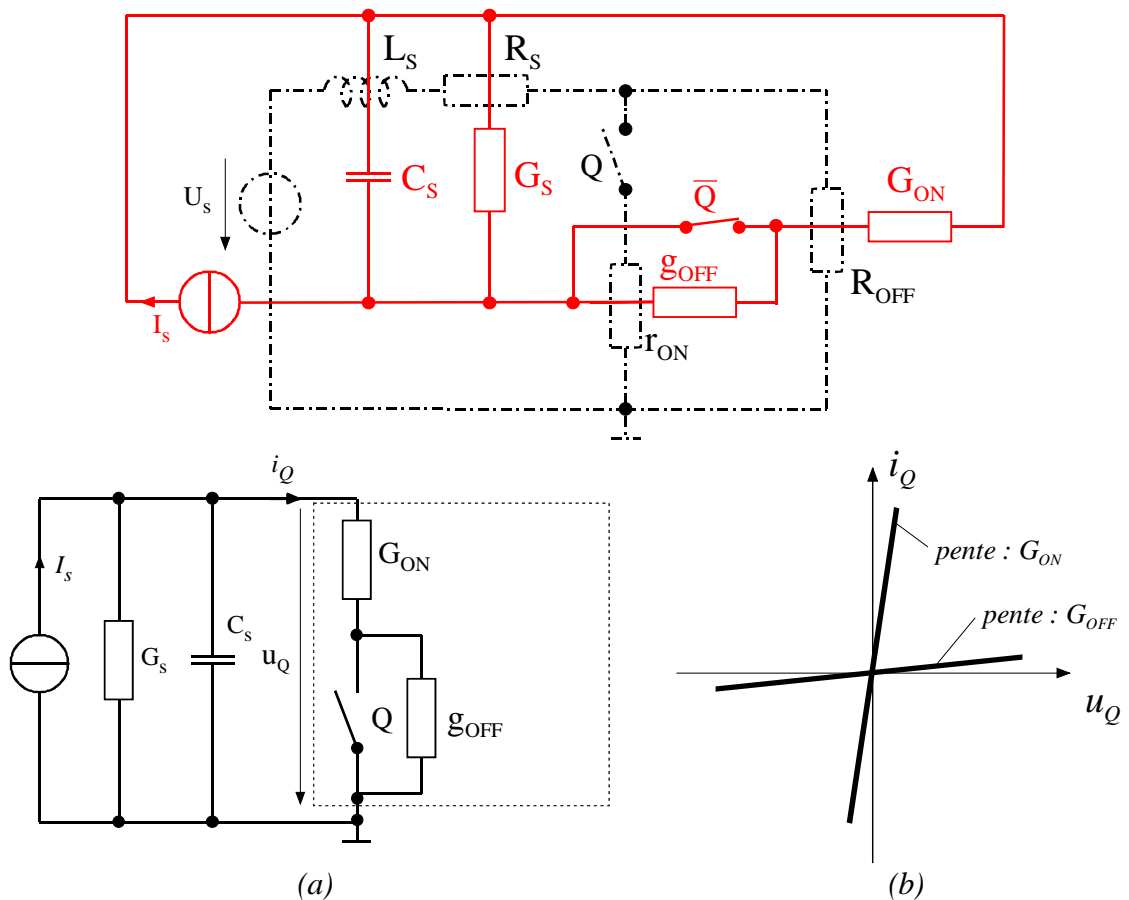 L_S
R_S
U_s
C_S
G_S
Q
Q̅
G_ON
g_OFF
R_OFF
I_s
r_ON
i_Q
I_s
G_s
C_s
u_Q
G_ON
Q
g_OFF
(a)
i_Q
pente : G_ON
pente : G_OFF
u_Q
(b)